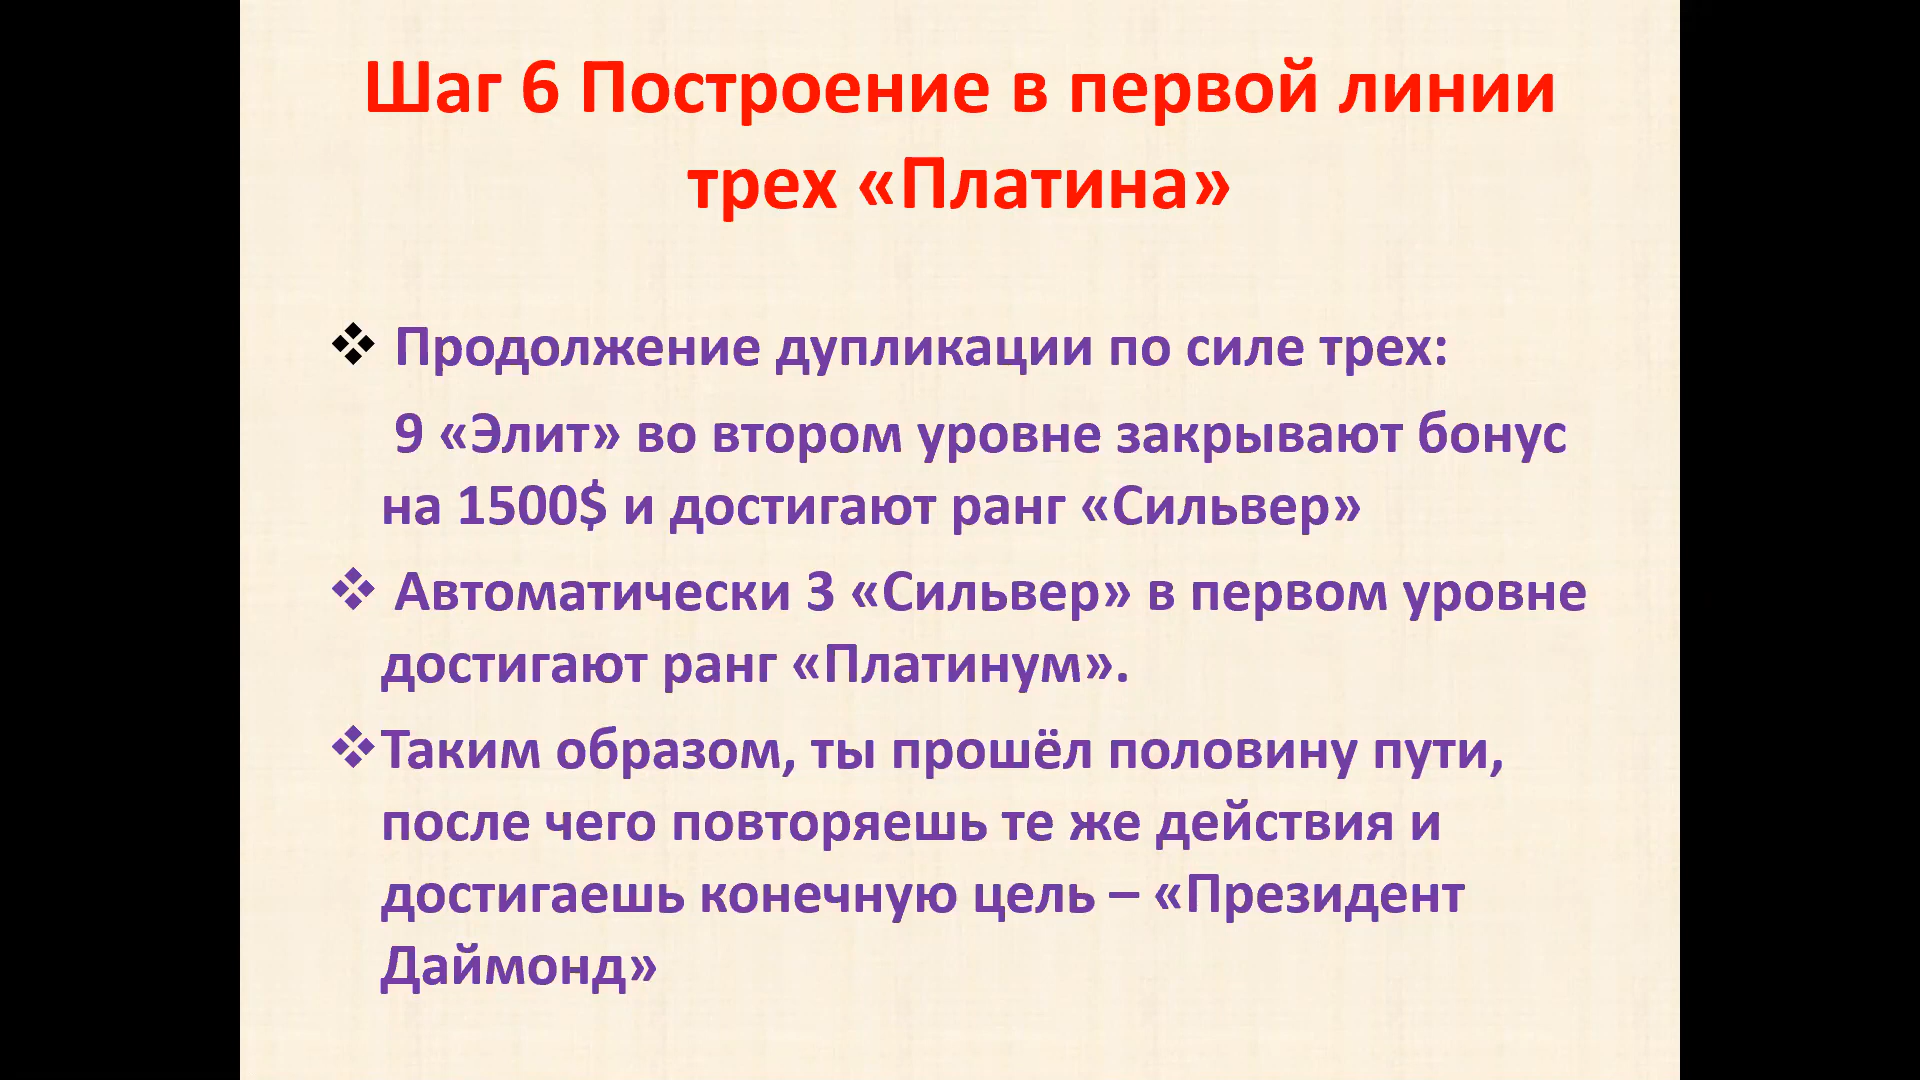 Шаг 6 Построение в первой линии
трех «Платина»
Продолжение дупликации по силе трех:
9 «Элит» во втором уровне закрывают бонус
на 1500$ и достигают ранг «Сильвер»
Автоматически 3 «Сильвер» в первом уровне
достигают ранг «Платинум».
Таким образом, ты прошёл половину пути,
после чего повторяешь те же действия и
достигаешь конечную цель – «Президент
Даймонд»